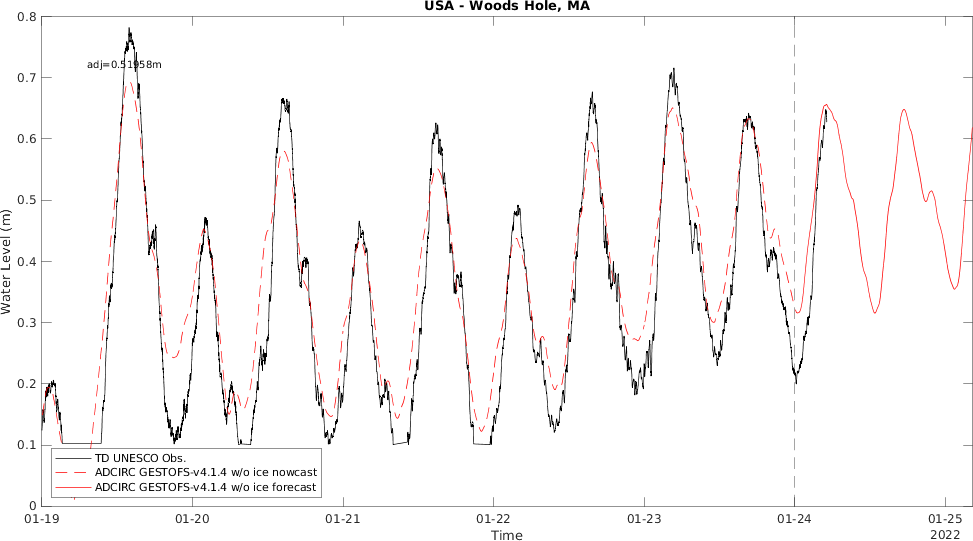 USA - Woods Hole, MA
adj=0.51958m
Water Level (m)
0.8
0.7
0.6
0.5
0.4
0.3
0.2
0.1
0
TD UNESCO Obs.
ADCIRC GESTOFS-v4.1.4 w/o ice nowcast
ADCIRC GESTOFS-v4.1.4 w/o ice forecast
01-19 01-20 01-21 01-22 01-23 01-24 01-25
2022
Time